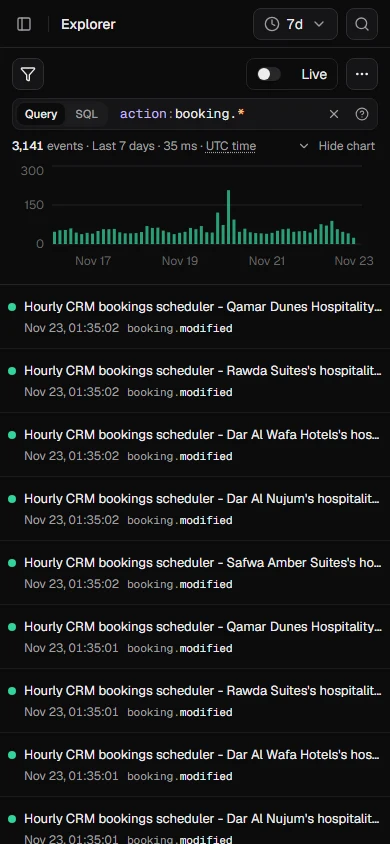 Explorer
7d
Live
Query SQL action:booking.*
3,141 events · Last 7 days · 35 ms · UTC time
Hide chart
300
150
0
Nov 17 Nov 19 Nov 21 Nov 23
Hourly CRM bookings scheduler - Qamar Dunes Hospitality…
Nov 23, 01:35:02 booking.modified
Hourly CRM bookings scheduler - Rawda Suites's hospitalit…
Nov 23, 01:35:02 booking.modified
Hourly CRM bookings scheduler - Dar Al Wafa Hotels's hos…
Nov 23, 01:35:02 booking.modified
Hourly CRM bookings scheduler - Dar Al Nujum's hospitalit…
Nov 23, 01:35:02 booking.modified
Hourly CRM bookings scheduler - Safwa Amber Suites's ho…
Nov 23, 01:35:02 booking.modified
Hourly CRM bookings scheduler - Qamar Dunes Hospitality…
Nov 23, 01:35:01 booking.modified
Hourly CRM bookings scheduler - Rawda Suites's hospitalit…
Nov 23, 01:35:01 booking.modified
Hourly CRM bookings scheduler - Dar Al Wafa Hotels's hos…
Nov 23, 01:35:01 booking.modified
Hourly CRM bookings scheduler - Dar Al Nujum's hospitalit…
Nov 23, 01:35:01 booking.modified